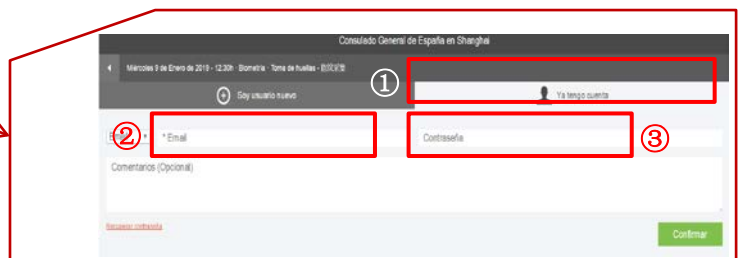 Consulado General de España en Shanghai
Miércoles 9 de Enero de 2019 - 12:30h · Biometría · Toma de huellas -
①
Soy usuario nuevo
Ya tengo cuenta
②
* Email
Contraseña
③
Comentarios (Opcional)
Recuperar contraseña
Confirmar